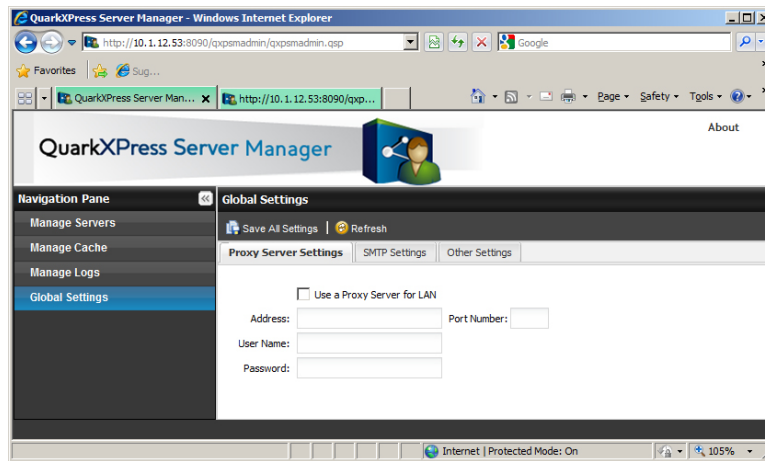 QuarkXPress Server Manager - Windows Internet Explorer
http://10.1.12.53:8090/qxpsmadmin/qxpsmadmin.qsp
Google
Favorites
Sug...
QuarkXPress Server Man...
http://10.1.12.53:8090/qxp...
Page
Safety
Tools
About
QuarkXPress Server Manager
Navigation Pane
Global Settings
Manage Servers
Save All Settings
Refresh
Manage Cache
Proxy Server Settings
SMTP Settings
Other Settings
Manage Logs
Global Settings
Use a Proxy Server for LAN
Address:
Port Number:
User Name:
Password:
Internet | Protected Mode: On
105%